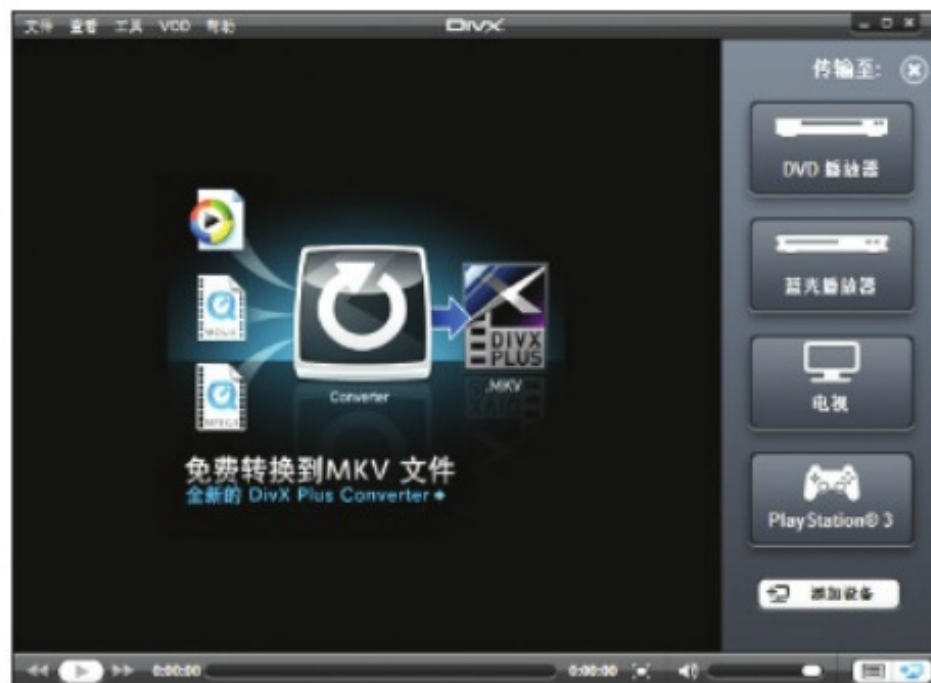 文件 查看 工具 VOD 帮助
DIVX
传输至:
DVD 播放器
蓝光播放器
电视
PlayStation® 3
添加设备
MOV
MPEG
Converter
DIVX
PLUS
.MKV
免费转换到MKV 文件
全新的 DivX Plus Converter
0:00:00
0:00:00